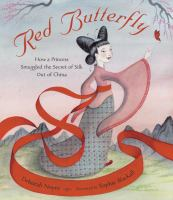 Red Butterfly
How a Princess
Smuggled the Secret of Silk
Out of China
Deborah Noyes
Illustrated by
Sophie Blackall